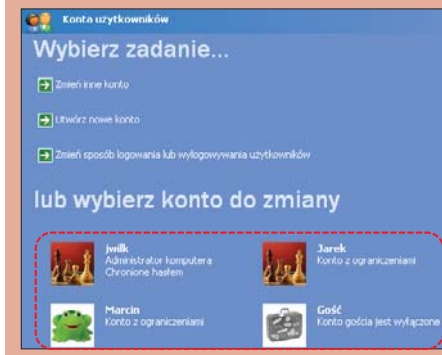 Konta użytkowników
Wybierz zadanie...
Zmień inne konto
Utwórz nowe konto
Zmień sposób logowania lub wylogowywania użytkowników
lub wybierz konto do zmiany
jwilk
Administrator komputera
Chronione hasłem
Jarek
Konto z ograniczeniami
Marcin
Konto z ograniczeniami
Gość
Konto gościa jest wyłączone